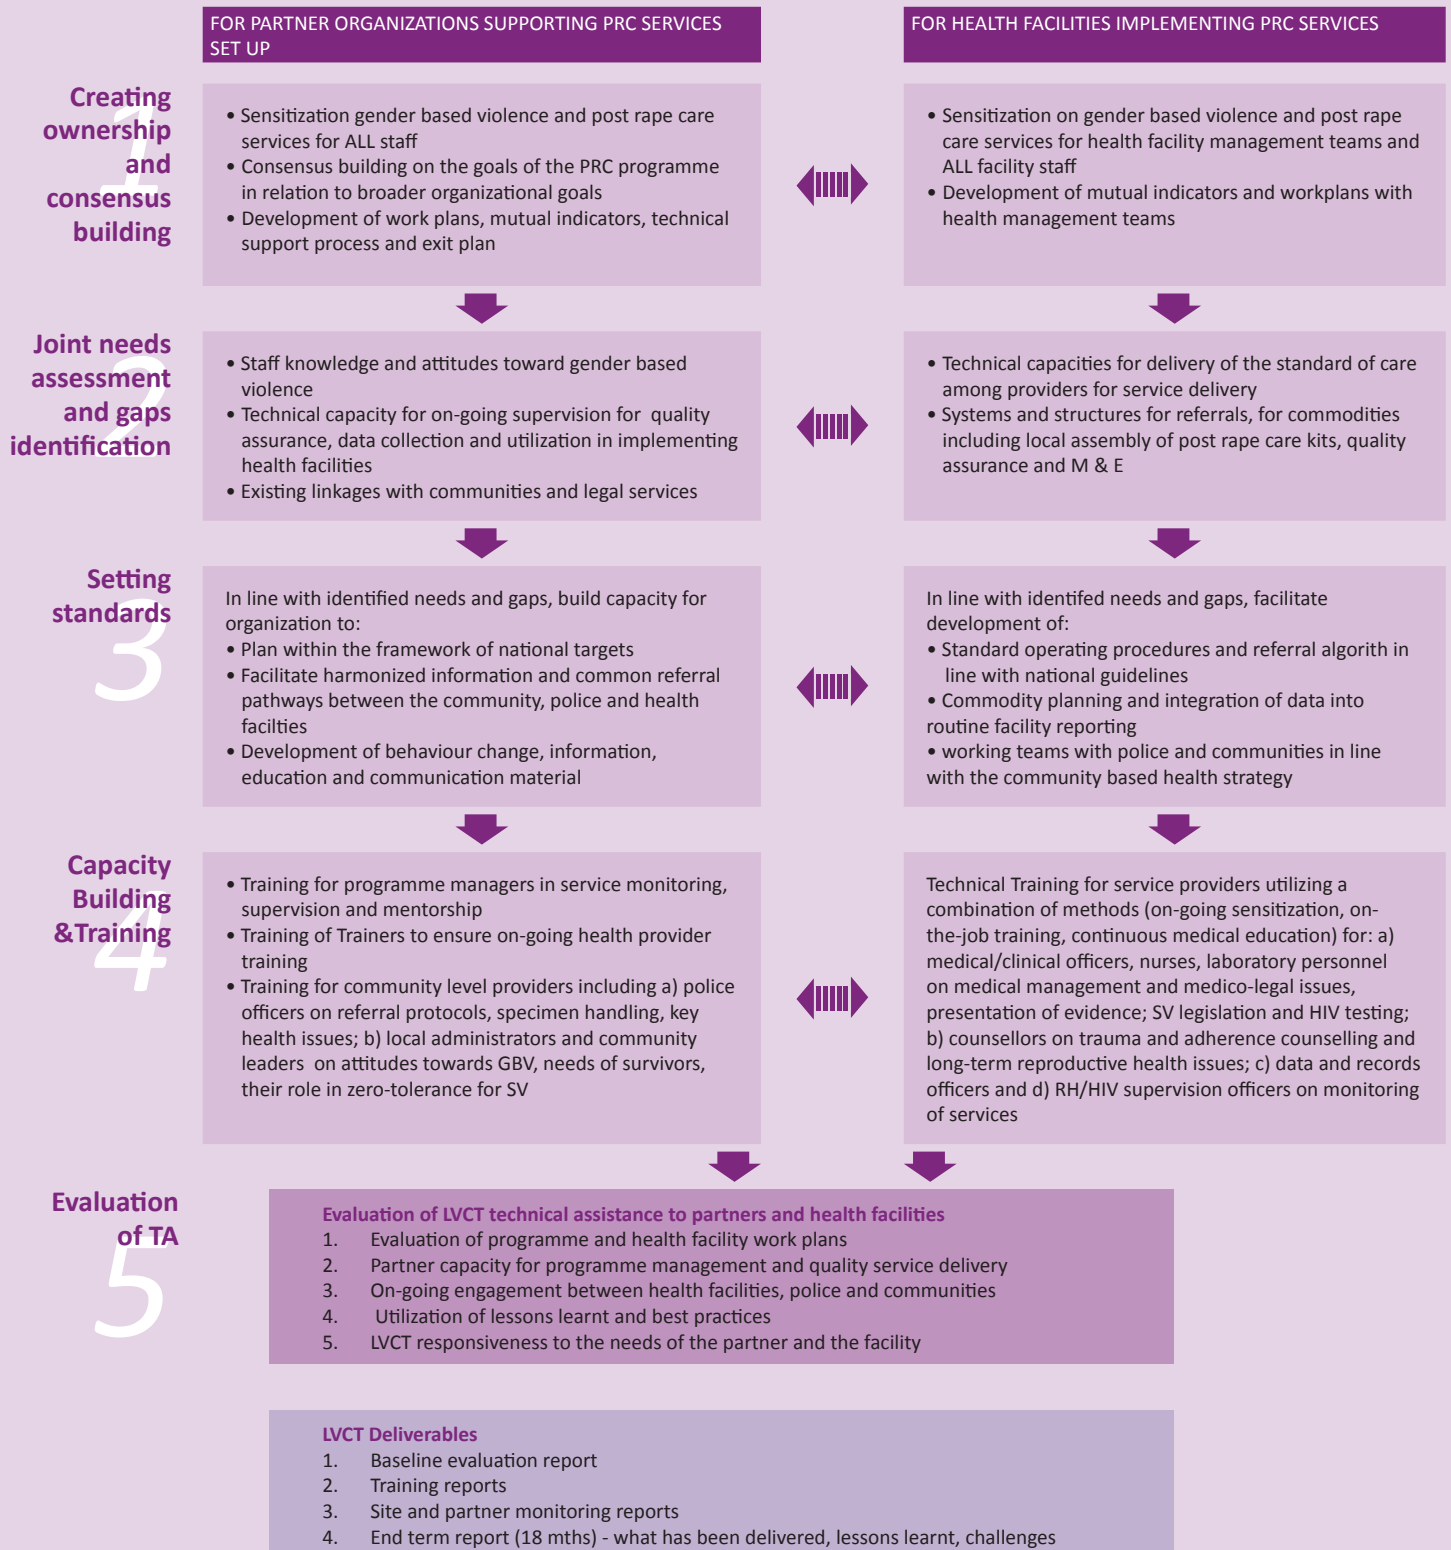 FOR PARTNER ORGANIZATIONS SUPPORTING PRC SERVICES
SET UP
FOR HEALTH FACILITIES IMPLEMENTING PRC SERVICES
1
Creating
ownership
and
consensus
building
• Sensitization gender based violence and post rape care
services for ALL staff
• Consensus building on the goals of the PRC programme
in relation to broader organizational goals
• Development of work plans, mutual indicators, technical
support process and exit plan
• Sensitization on gender based violence and post rape
care services for health facility management teams and
ALL facility staff
• Development of mutual indicators and workplans with
health management teams
2
Joint needs
assessment
and gaps
identification
• Staff knowledge and attitudes toward gender based
violence
• Technical capacity for on-going supervision for quality
assurance, data collection and utilization in implementing
health facilities
• Existing linkages with communities and legal services
• Technical capacities for delivery of the standard of care
among providers for service delivery
• Systems and structures for referrals, for commodities
including local assembly of post rape care kits, quality
assurance and M & E
3
Setting
standards
In line with identified needs and gaps, build capacity for
organization to:
• Plan within the framework of national targets
• Facilitate harmonized information and common referral
pathways between the community, police and health
facilties
• Development of behaviour change, information,
education and communication material
In line with identifed needs and gaps, facilitate
development of:
• Standard operating procedures and referral algorith in
line with national guidelines
• Commodity planning and integration of data into
routine facility reporting
• working teams with police and communities in line
with the community based health strategy
4
Capacity
Building
&Training
• Training for programme managers in service monitoring,
supervision and mentorship
• Training of Trainers to ensure on-going health provider
training
• Training for community level providers including a) police
officers on referral protocols, specimen handling, key
health issues; b) local administrators and community
leaders on attitudes towards GBV, needs of survivors,
their role in zero-tolerance for SV
Technical Training for service providers utilizing a
combination of methods (on-going sensitization, on-
the-job training, continuous medical education) for: a)
medical/clinical officers, nurses, laboratory personnel
on medical management and medico-legal issues,
presentation of evidence; SV legislation and HIV testing;
b) counsellors on trauma and adherence counselling and
long-term reproductive health issues; c) data and records
officers and d) RH/HIV supervision officers on monitoring
of services
5
Evaluation
of TA
Evaluation of LVCT technical assistance to partners and health facilities
1. Evaluation of programme and health facility work plans
2. Partner capacity for programme management and quality service delivery
3. On-going engagement between health facilities, police and communities
4. Utilization of lessons learnt and best practices
5. LVCT responsiveness to the needs of the partner and the facility
LVCT Deliverables
1. Baseline evaluation report
2. Training reports
3. Site and partner monitoring reports
4. End term report (18 mths) - what has been delivered, lessons learnt, challenges